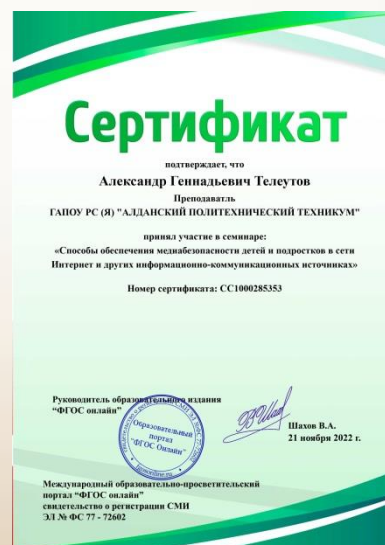 Сертификат
подтверждает, что
Александр Геннадьевич Телеутов
Преподаватль
ГАПОУ РС (Я) "АЛДАНСКИЙ ПОЛИТЕХНИЧЕСКИЙ ТЕХНИКУМ"
принял участие в семинаре:
«Способы обеспечения медиабезопасности детей и подростков в сети
Интернет и других информационно-коммуникационных источниках»
Номер сертификата: СС1000285353
Руководитель образовательного издания
“ФГОС онлайн”
Образовательный
портал
"ФГОС Онлайн"
Шахов В.А.
21 ноября 2022 г.
Международный образовательно-просветительский
портал “ФГОС онлайн”
свидетельство о регистрации СМИ
ЭЛ № ФС 77 - 72602